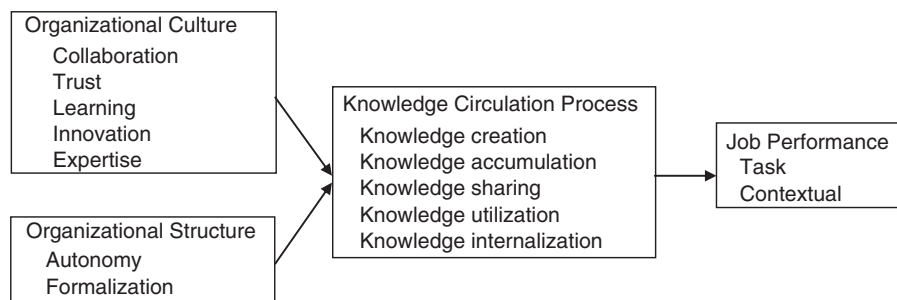 Organizational Culture
Collaboration
Trust
Learning
Innovation
Expertise
Organizational Structure
Autonomy
Formalization
Knowledge Circulation Process
Knowledge creation
Knowledge accumulation
Knowledge sharing
Knowledge utilization
Knowledge internalization
Job Performance
Task
Contextual